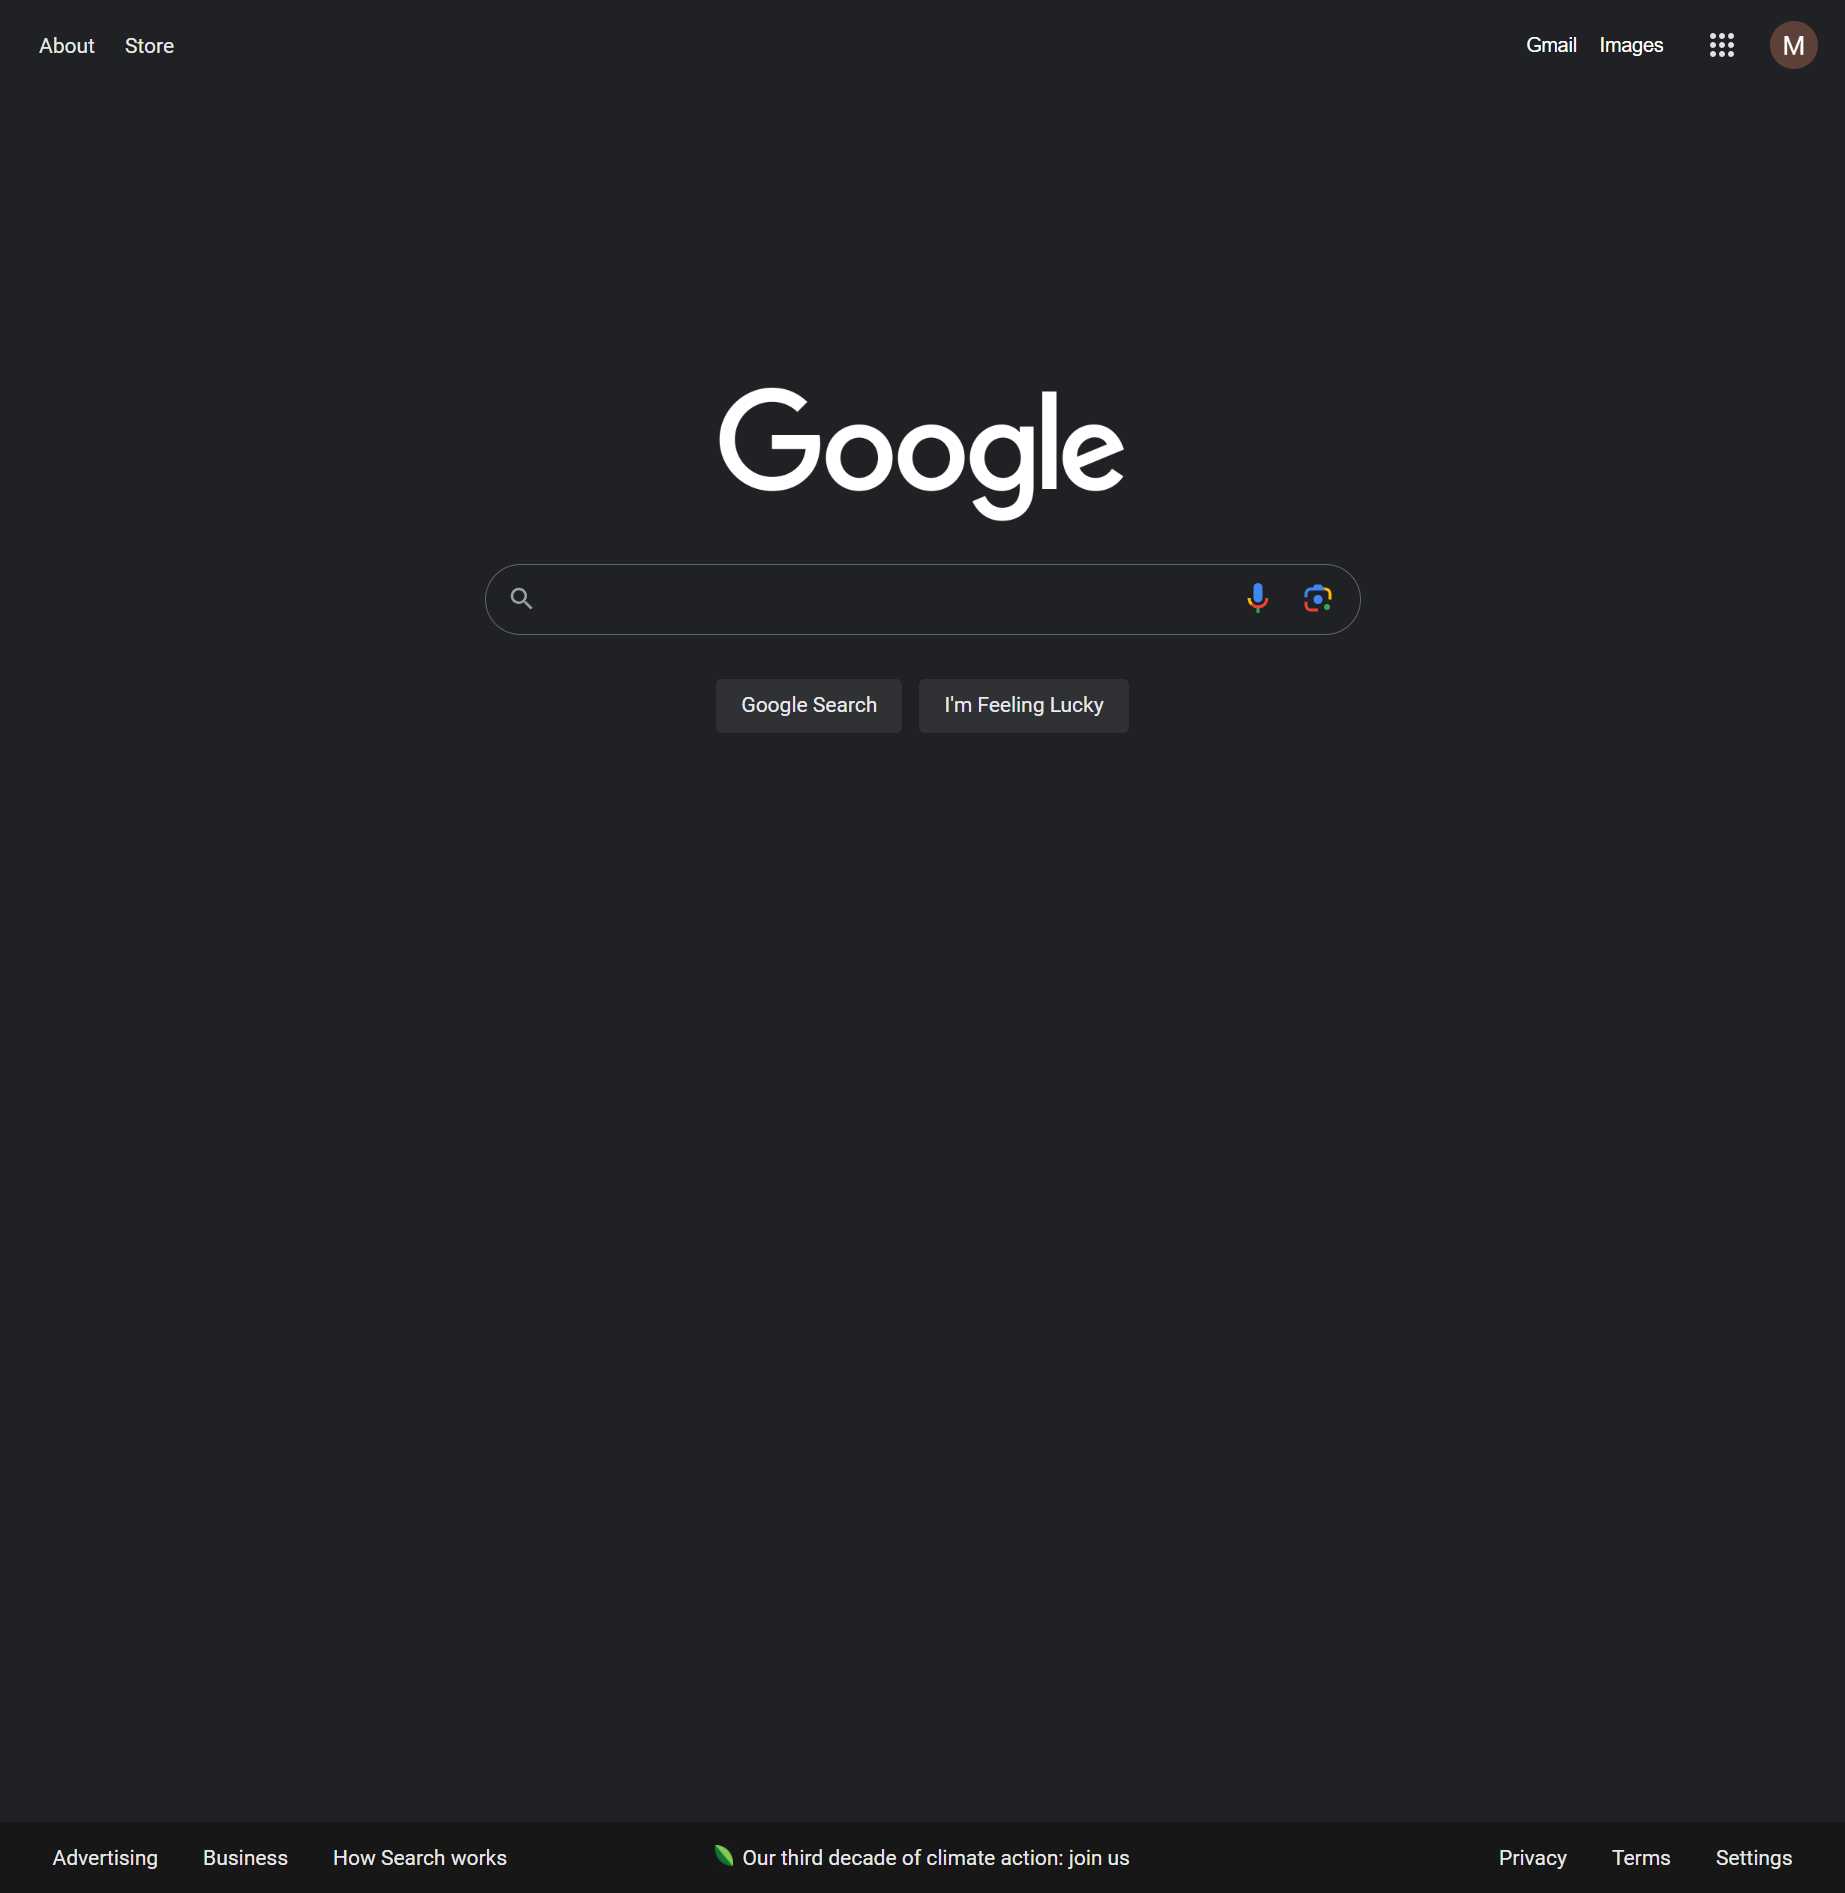 About Store Gmail Images M
Google
Google Search I'm Feeling Lucky
Advertising Business How Search works Our third decade of climate action: join us Privacy Terms Settings